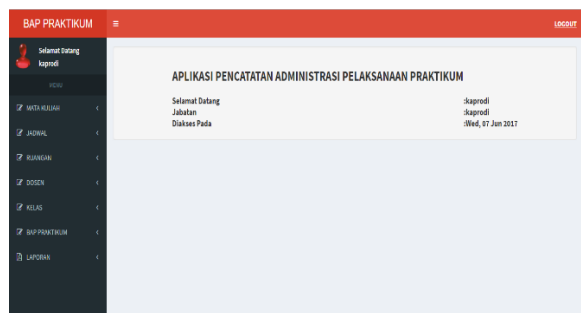 BAP PRAKTIKUM
LOGOUT
Selamat Datang
kaprodi
MENU
MATA KULIAH
JADWAL
RUANGAN
DOSEN
KELAS
BAP PRAKTIKUM
LAPORAN
APLIKASI PENCATATAN ADMINISTRASI PELAKSANAAN PRAKTIKUM
Selamat Datang :kaprodi
Jabatan :kaprodi
Diakses Pada :Wed, 07 Jun 2017